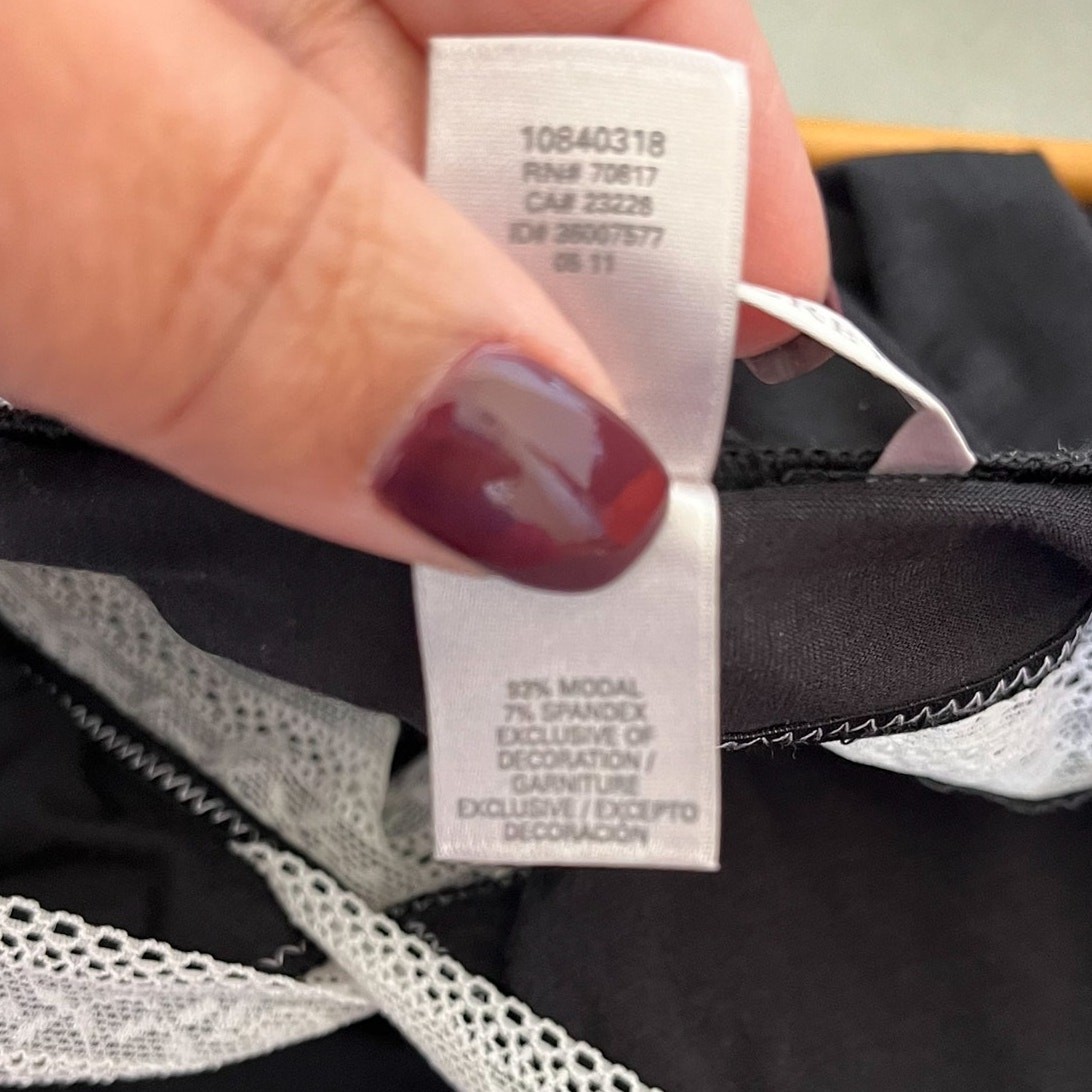 10840318
RN# 70817
CA# 23226
ID# 35007577
05 11
93% MODAL
7% SPANDEX
EXCLUSIVE OF
DECORATION /
GARNITURE
EXCLUSIVE / EXCEPTO
DECORACIÓN